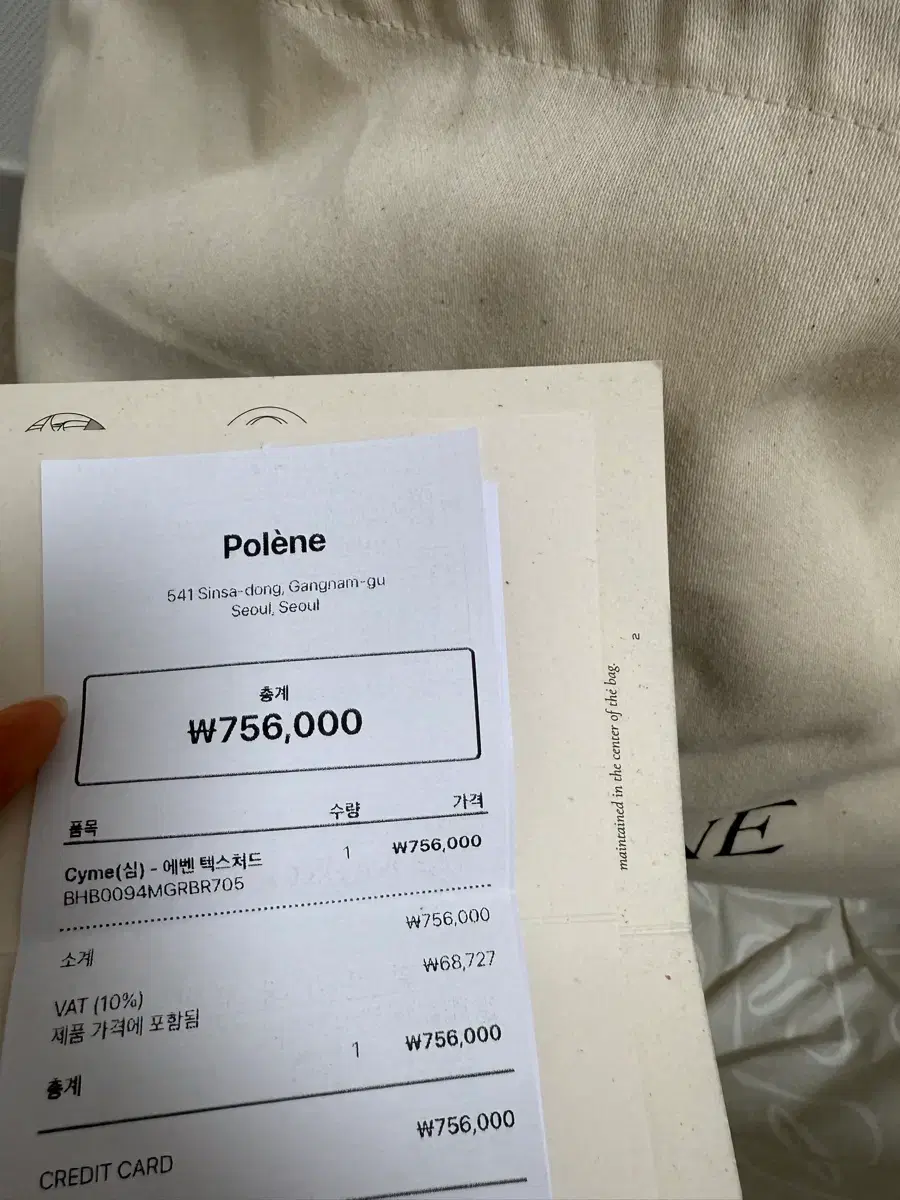 Polène
541 Sinsa-dong, Gangnam-gu
Seoul, Seoul
총계
₩756,000
품목 수량 가격
Cyme(심) - 에벤 텍스처드 1 ₩756,000
BHB0094MGRBR705
소계 ₩756,000
VAT (10%) ₩68,727
제품 가격에 포함됨
총계 1 ₩756,000
CREDIT CARD ₩756,000
maintained in the center of the bag.
2
NE